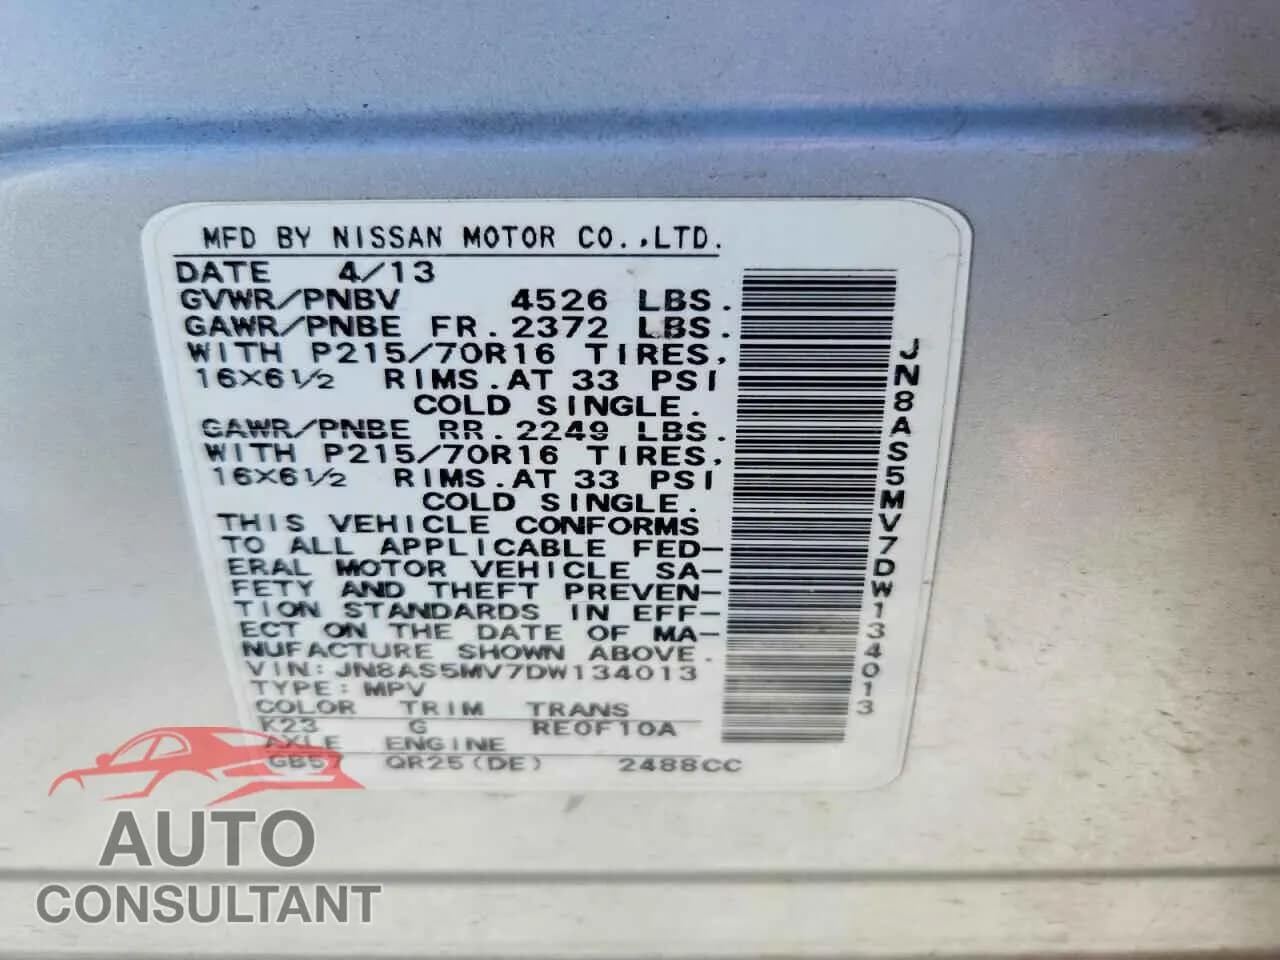 MFD BY NISSAN MOTOR CO.,LTD.
DATE 4/13
GVWR/PNBV 4526 LBS.
GAWR/PNBE FR. 2372 LBS.
WITH P215/70R16 TIRES,
16X6½ RIMS.AT 33 PSI
COLD SINGLE.
GAWR/PNBE RR. 2249 LBS.
WITH P215/70R16 TIRES,
16X6½ RIMS.AT 33 PSI
COLD SINGLE.
THIS VEHICLE CONFORMS
TO ALL APPLICABLE FED-
ERAL MOTOR VEHICLE SA-
FETY AND THEFT PREVEN-
TION STANDARDS IN EFF-
ECT ON THE DATE OF MA-
NUFACTURE SHOWN ABOVE.
VIN: JN8AS5MV7DW134013
TYPE: MPV
COLOR TRIM TRANS
K23 G RE0F10A
AXLE ENGINE
GB57 QR25(DE) 2488CC
JN8AS5MV7DW134013
AUTO
CONSULTANT